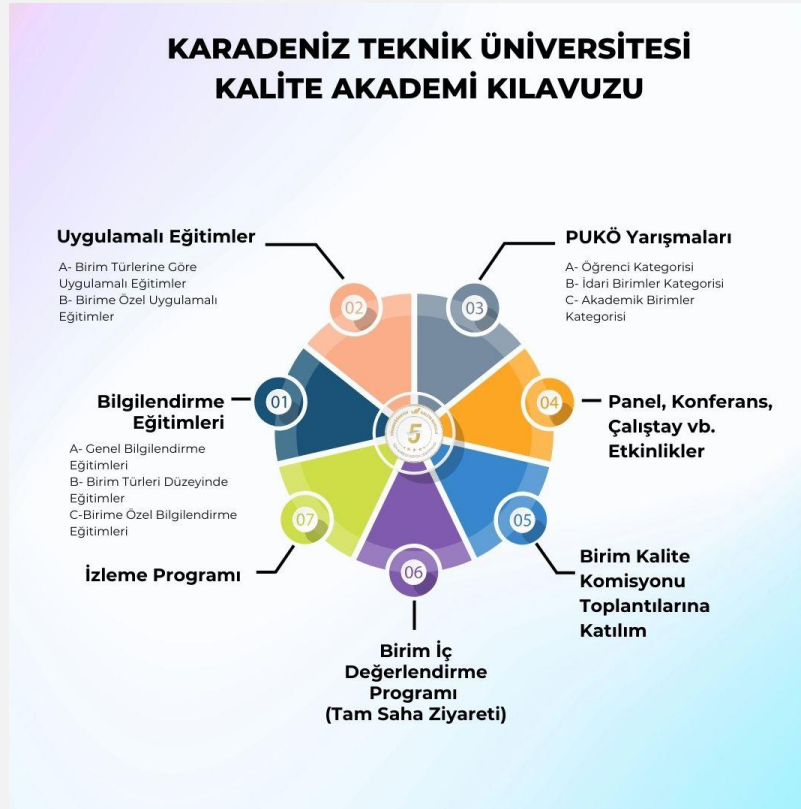 KARADENİZ TEKNİK ÜNİVERSİTESİ
KALİTE AKADEMİ KILAVUZU
Uygulamalı Eğitimler
A- Birim Türlerine Göre
Uygulamalı Eğitimler
B- Birime Özel Uygulamalı
Eğitimler
02
PUKÖ Yarışmaları
A- Öğrenci Kategorisi
B- İdari Birimler Kategorisi
C- Akademik Birimler
Kategorisi
03
Bilgilendirme
Eğitimleri
A- Genel Bilgilendirme
Eğitimleri
B- Birim Türleri Düzeyinde
Eğitimler
C-Birime Özel Bilgilendirme
Eğitimleri
01
04
Panel, Konferans,
Çalıştay vb.
Etkinlikler
5
07
İzleme Programı
05
Birim Kalite
Komisyonu
Toplantılarına
Katılım
06
Birim İç
Değerlendirme
Programı
(Tam Saha Ziyareti)